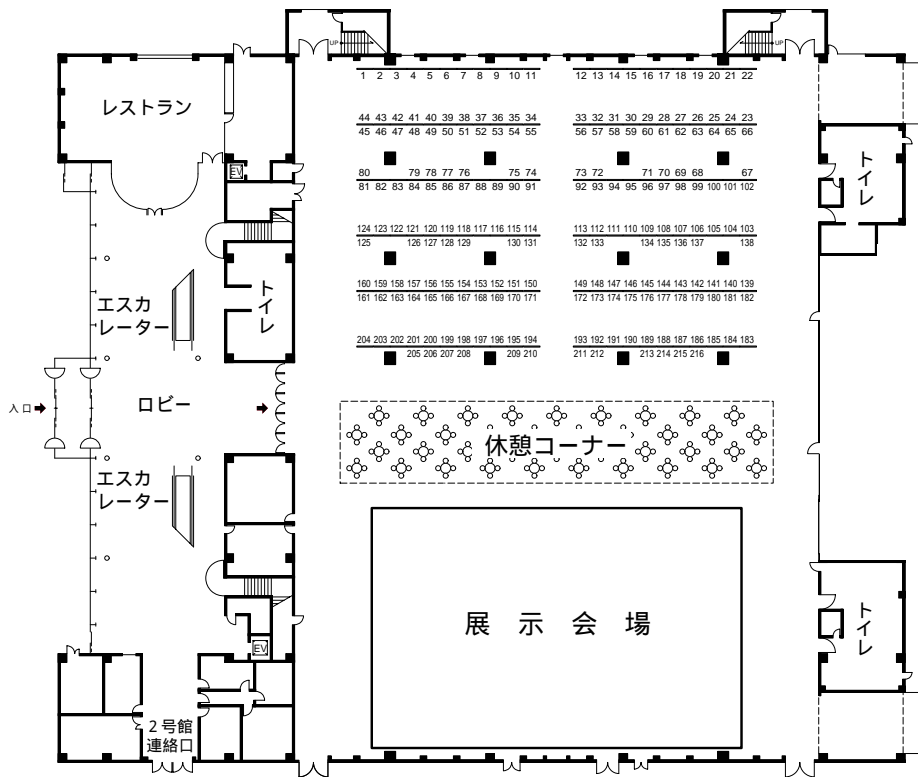 UP
UP
1 2 3 4 5 6 7 8 9 10 11
12 13 14 15 16 17 18 19 20 21 22
レストラン
44 43 42 41 40 39 38 37 36 35 34
33 32 31 30 29 28 27 26 25 24 23
45 46 47 48 49 50 51 52 53 54 55
56 57 58 59 60 61 62 63 64 65 66
EV
80 79 78 77 76 75 74
73 72 71 70 69 68 67
81 82 83 84 85 86 87 88 89 90 91
92 93 94 95 96 97 98 99 100 101 102
トイレ
124 123 122 121 120 119 118 117 116 115 114
113 112 111 110 109 108 107 106 105 104 103
125 126 127 128 129 130 131
132 133 134 135 136 137 138
トイレ
エスカ
レーター
160 159 158 157 156 155 154 153 152 151 150
149 148 147 146 145 144 143 142 141 140 139
161 162 163 164 165 166 167 168 169 170 171
172 173 174 175 176 177 178 179 180 181 182
204 203 202 201 200 199 198 197 196 195 194
193 192 191 190 189 188 187 186 185 184 183
205 206 207 208 209 210
211 212 213 214 215 216
入口
ロビー
休憩コーナー
エスカ
レーター
展示会場
トイレ
EV
2号館
連絡口